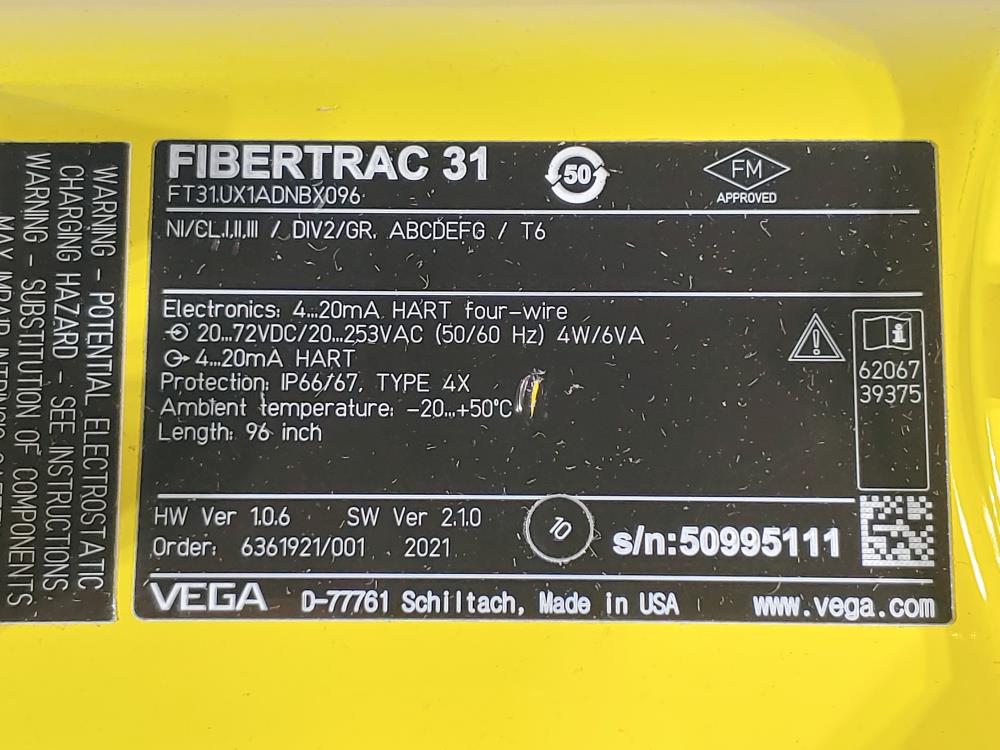 FIBERTRAC 31
FT31.UX1ADNBX096
50
FM
APPROVED
NI/CL.I,II,III / DIV2/GR. ABCDEFG / T6
Electronics: 4...20mA HART four-wire
20...72VDC/20...253VAC (50/60 Hz) 4W/6VA
4...20mA HART
Protection: IP66/67, TYPE 4X
Ambient temperature: -20...+50°C
Length: 96 inch
i
62067
39375
HW Ver 1.0.6 SW Ver 2.1.0
Order: 6361921/001 2021
10
s/n:50995111
VEGA D-77761 Schiltach, Made in USA www.vega.com
WARNING - POTENTIAL ELECTROSTATIC
CHARGING HAZARD - SEE INSTRUCTIONS
WARNING - SUBSTITUTION OF COMPONENTS
MAY IMPAIR INTRINSIC